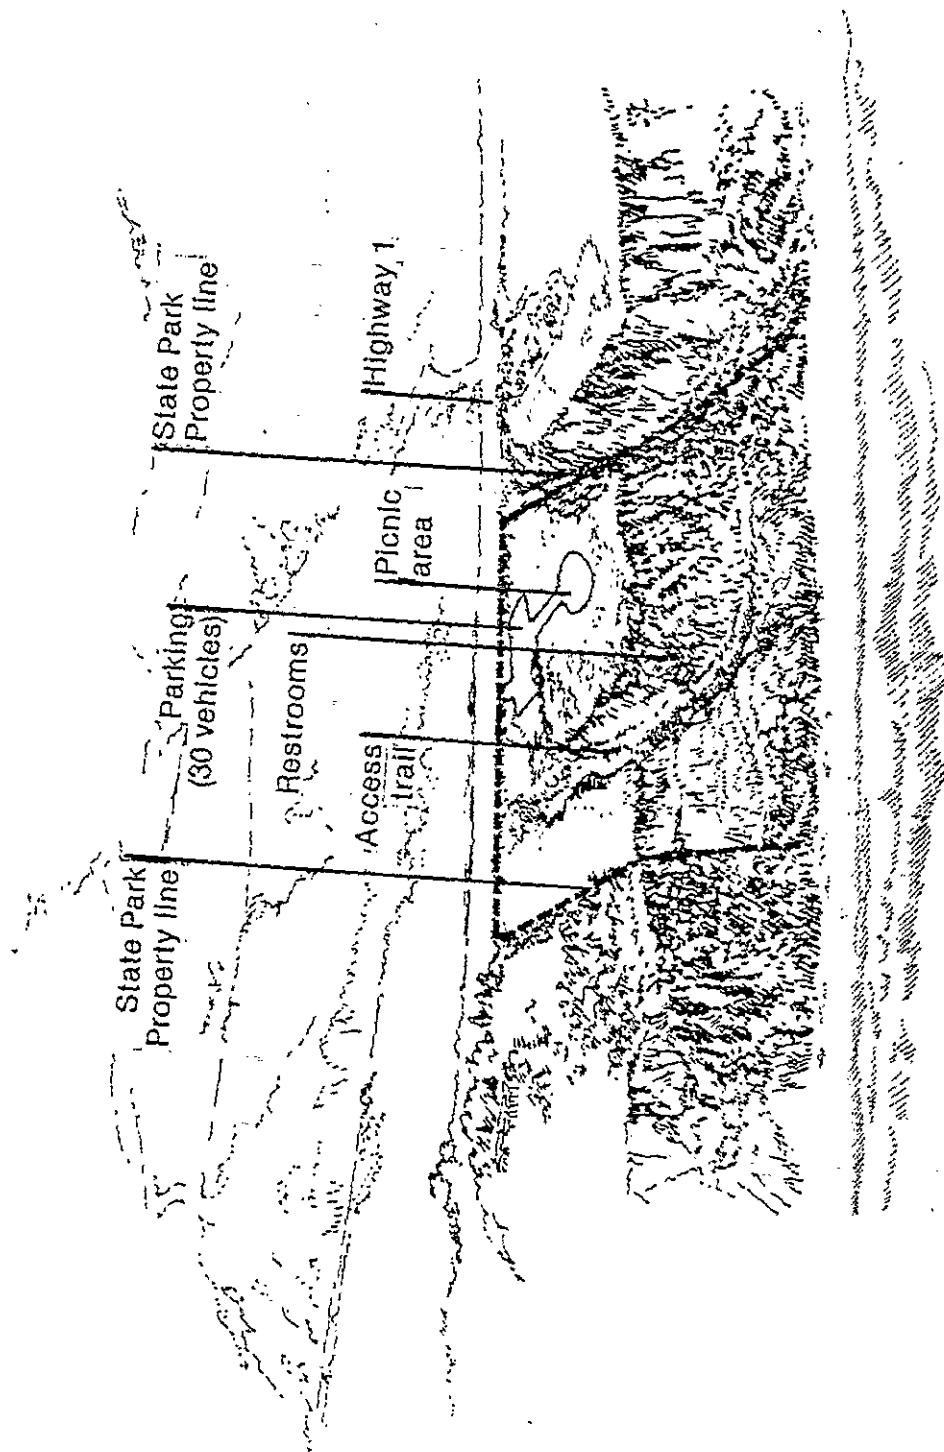 State Park
Property line
Parking
(30 vehicles)
Restrooms
Access
trail
Picnic
area
State Park
Property line
Highway 1